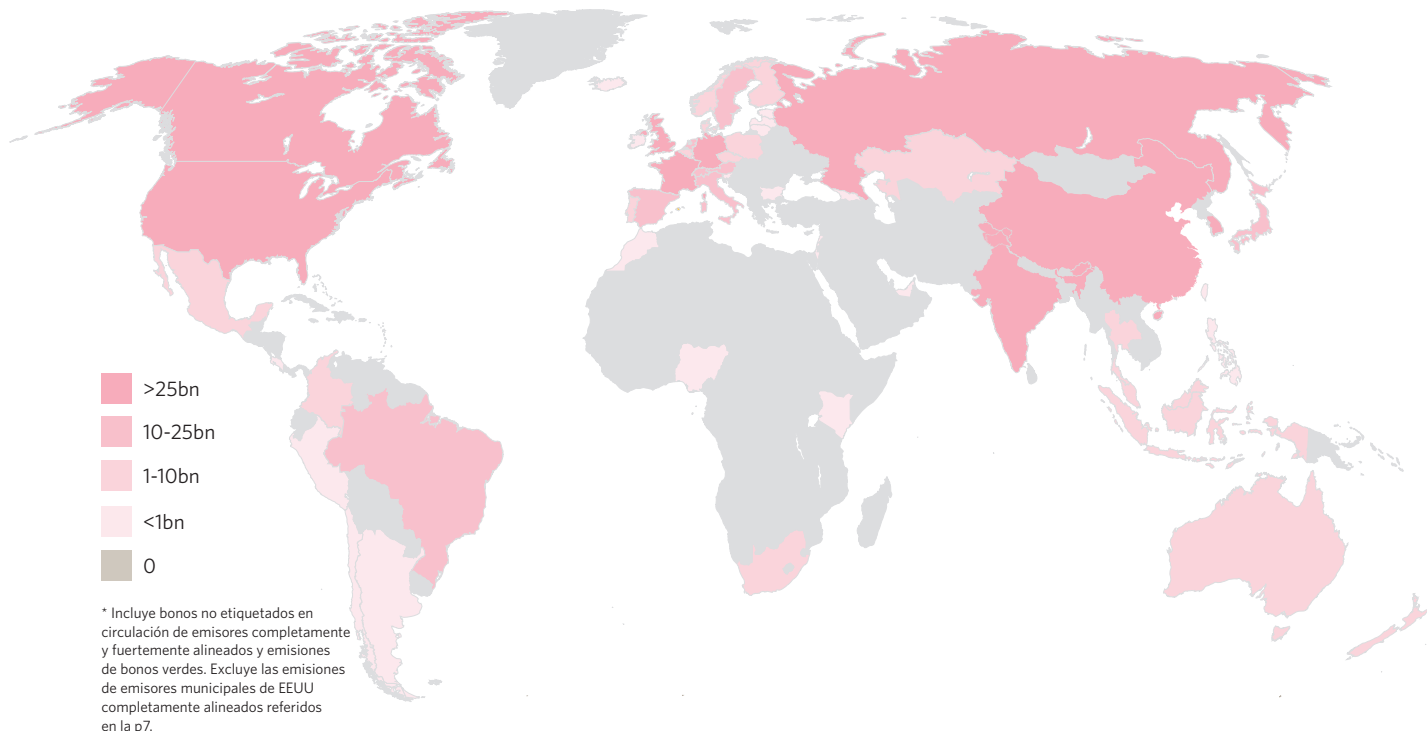 >25bn
10-25bn
1-10bn
<1bn
0
* Incluye bonos no etiquetados en
circulación de emisores completamente
y fuertemente alineados y emisiones
de bonos verdes. Excluye las emisiones
de emisores municipales de EEUU
completamente alineados referidos
en la p7.